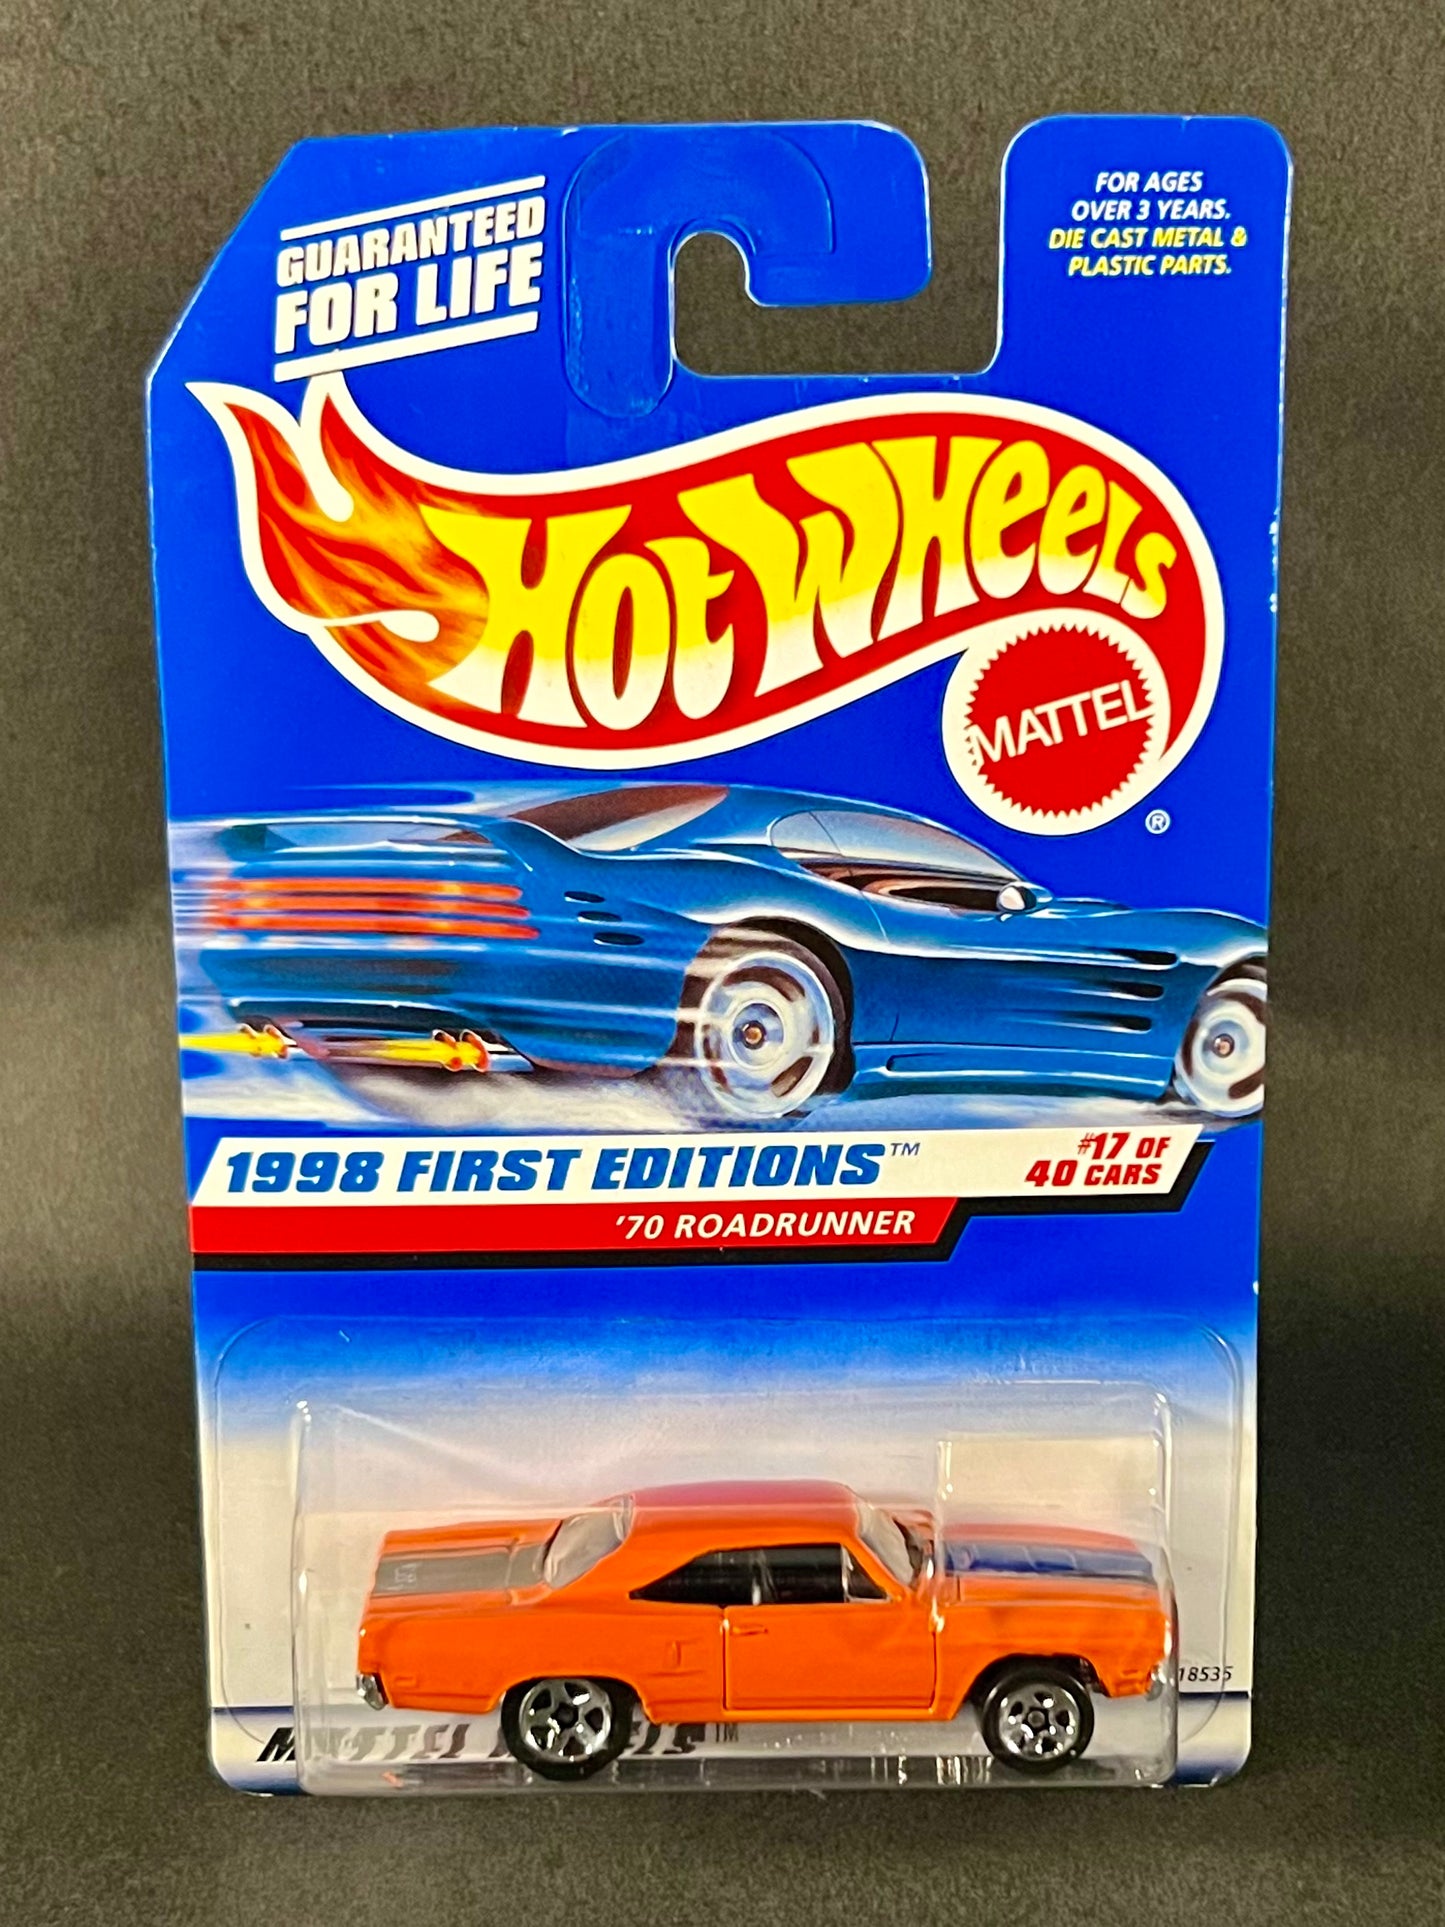 GUARANTEED
FOR LIFE
FOR AGES
OVER 3 YEARS.
DIE CAST METAL &
PLASTIC PARTS.
HOT WHEELS
MATTEL
®
1998 FIRST EDITIONS™
#17 OF
40 CARS
'70 ROADRUNNER
18535
™